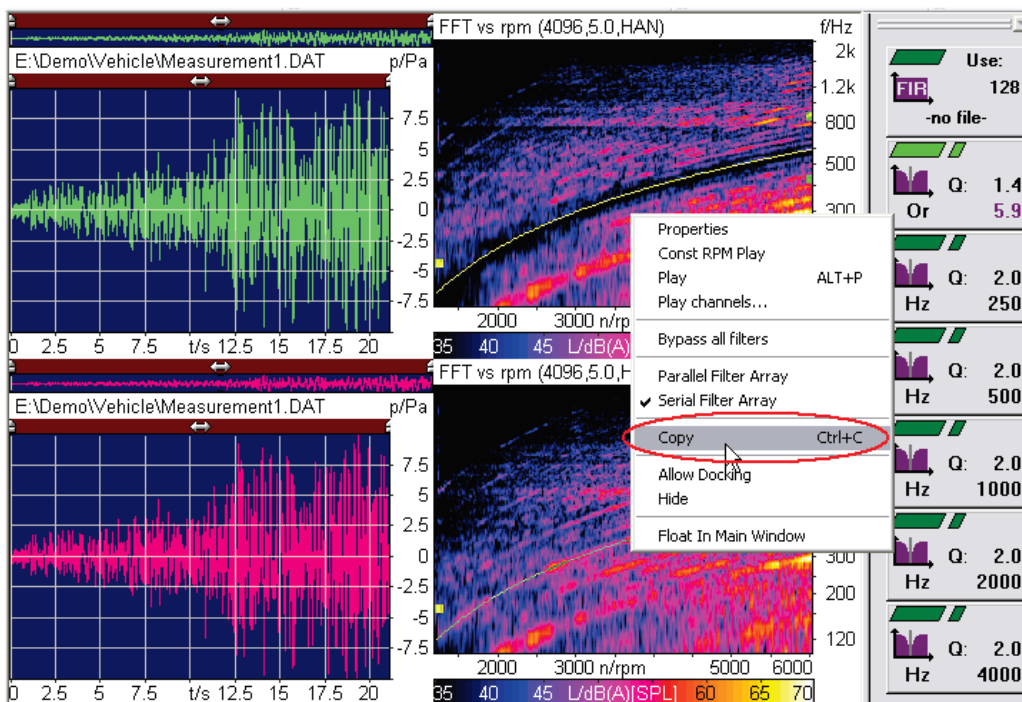 FFT vs rpm (4096,5.0,HAN) f/Hz
E:\Demo\Vehicle\Measurement1.DAT p/Pa
7.5
5
2.5
0
-2.5
-5
-7.5
0 2.5 5 t/s 12.5 15 17.5 20
2k
1.2k
800
500
300
2000 3000 n/rp
35 40 45 L/dB(A)
FFT vs rpm (4096,5.0,H
E:\Demo\Vehicle\Measurement1.DAT p/Pa
7.5
5
2.5
0
-2.5
-5
-7.5
0 2.5 5 7.5 t/s 12.5 15 17.5 20
300
200
120
2000 3000 n/rpm 5000 6000
35 40 45 L/dB(A)[SPL] 60 65 70
Properties
Const RPM Play
Play ALT+P
Play channels...
Bypass all filters
Parallel Filter Array
Serial Filter Array
Copy Ctrl+C
Allow Docking
Hide
Float In Main Window
Use:
FIR 128
-no file-
Q: 1.4
Or 5.9
Q: 2.0
Hz 250
Q: 2.0
Hz 500
Q: 2.0
Hz 1000
Q: 2.0
Hz 2000
Q: 2.0
Hz 4000